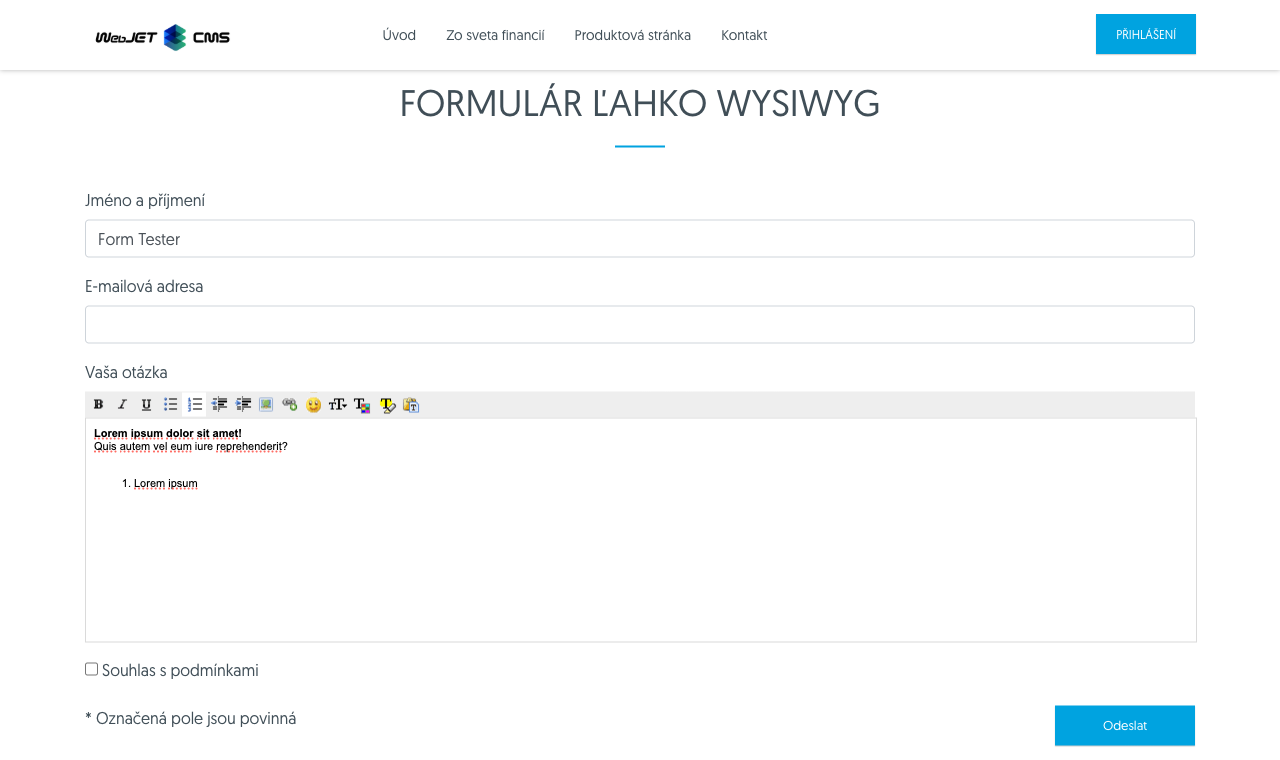 WebJET CMS
Úvod Zo sveta financií Produktová stránka Kontakt PŘIHLÁŠENÍ
FORMULÁR ĽAHKO WYSIWYG
Jméno a příjmení
Form Tester
E-mailová adresa
Vaša otázka
Lorem ipsum dolor sit amet!
Quis autem vel eum iure reprehenderit?
1. Lorem ipsum
Souhlas s podmínkami
* Označená pole jsou povinná
Odeslat